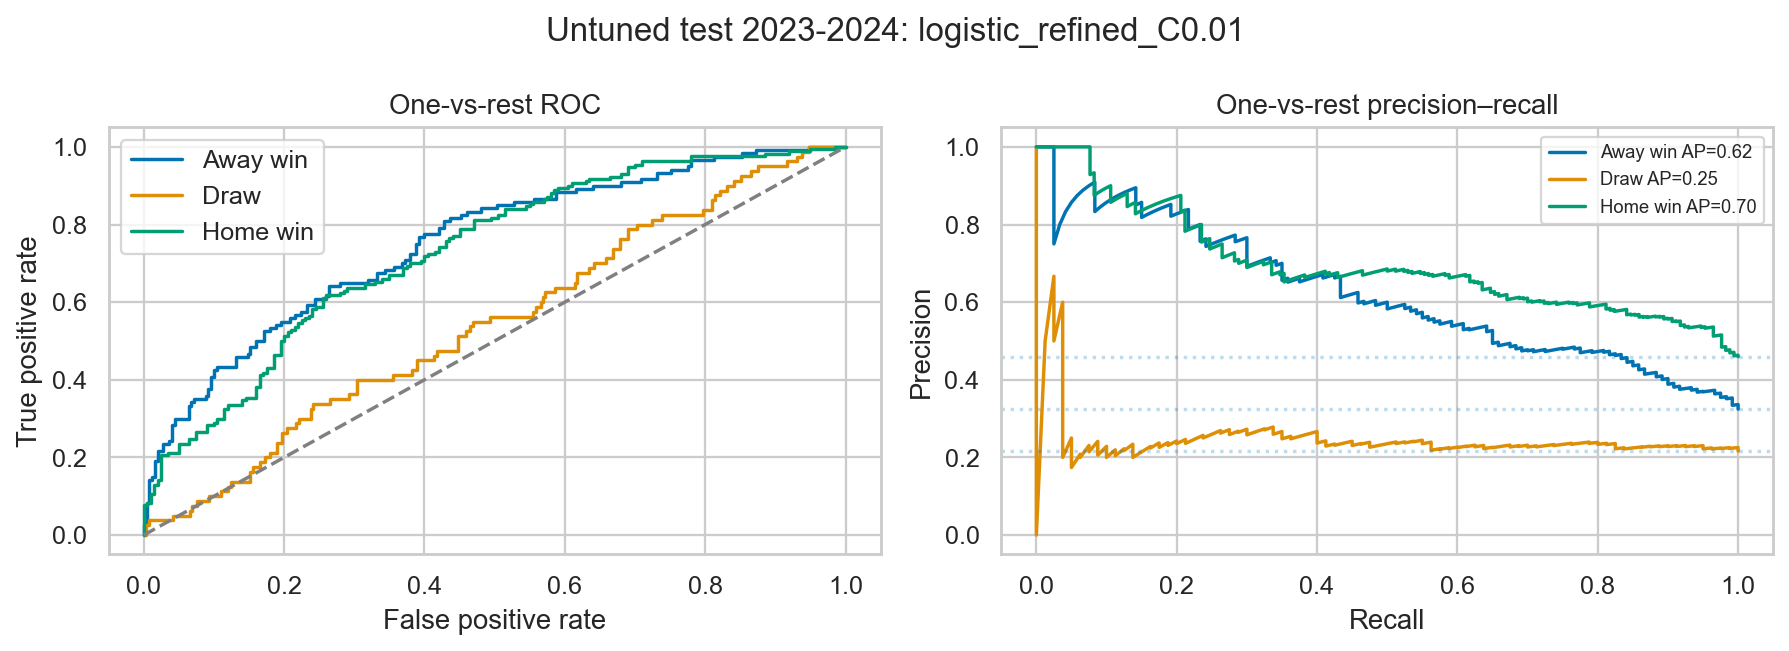 Untuned test 2023-2024: logistic_refined_C0.01
One-vs-rest ROC
True positive rate
1.0
0.8
0.6
0.4
0.2
0.0
Away win
Draw
Home win
0.0 0.2 0.4 0.6 0.8 1.0
False positive rate
One-vs-rest precision–recall
Precision
1.0
0.8
0.6
0.4
0.2
0.0
Away win AP=0.62
Draw AP=0.25
Home win AP=0.70
0.0 0.2 0.4 0.6 0.8 1.0
Recall